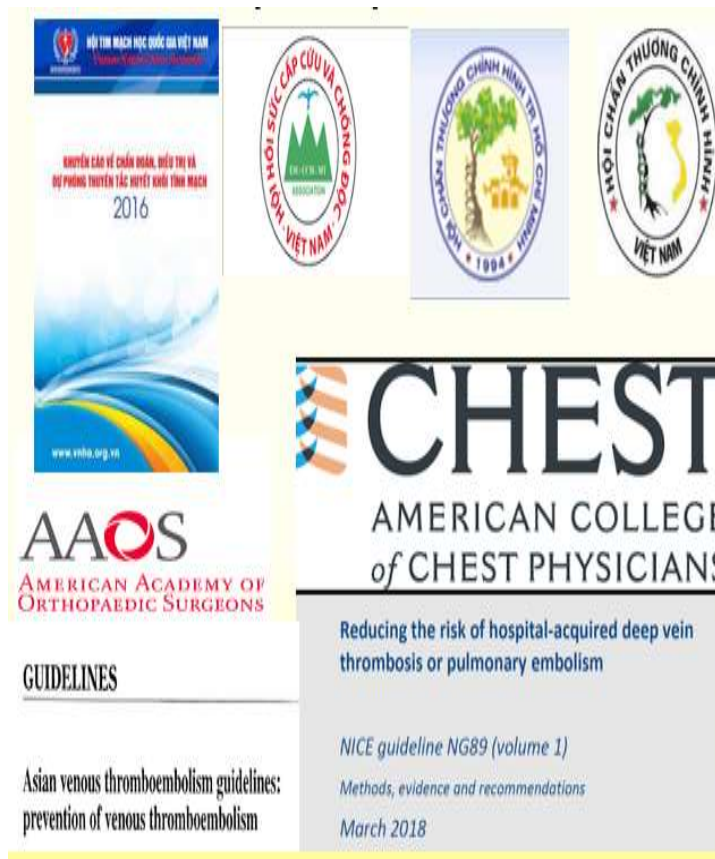 HỘI TIM MẠCH HỌC QUỐC GIA VIỆT NAM
KHUYẾN CÁO VỀ CHẨN ĐOÁN, ĐIỀU TRỊ VÀ
DỰ PHÒNG THUYÊN TẮC HUYẾT KHỐI TĨNH MẠCH
2016
www.vnha.org.vn
HỘI HỒI SỨC CẤP CỨU VÀ CHỐNG ĐỘC
VIỆT NAM
ASSOCIATION
HỘI CHẤN THƯƠNG CHỈNH HÌNH TP. HỒ CHÍ MINH
1994
HỘI CHẤN THƯƠNG CHỈNH HÌNH
VIỆT NAM
CHEST
AMERICAN COLLEGE
of CHEST PHYSICIANS
AAOS
AMERICAN ACADEMY OF
ORTHOPAEDIC SURGEONS
GUIDELINES
Asian venous thromboembolism guidelines:
prevention of venous thromboembolism
Reducing the risk of hospital-acquired deep vein
thrombosis or pulmonary embolism
NICE guideline NG89 (volume 1)
Methods, evidence and recommendations
March 2018